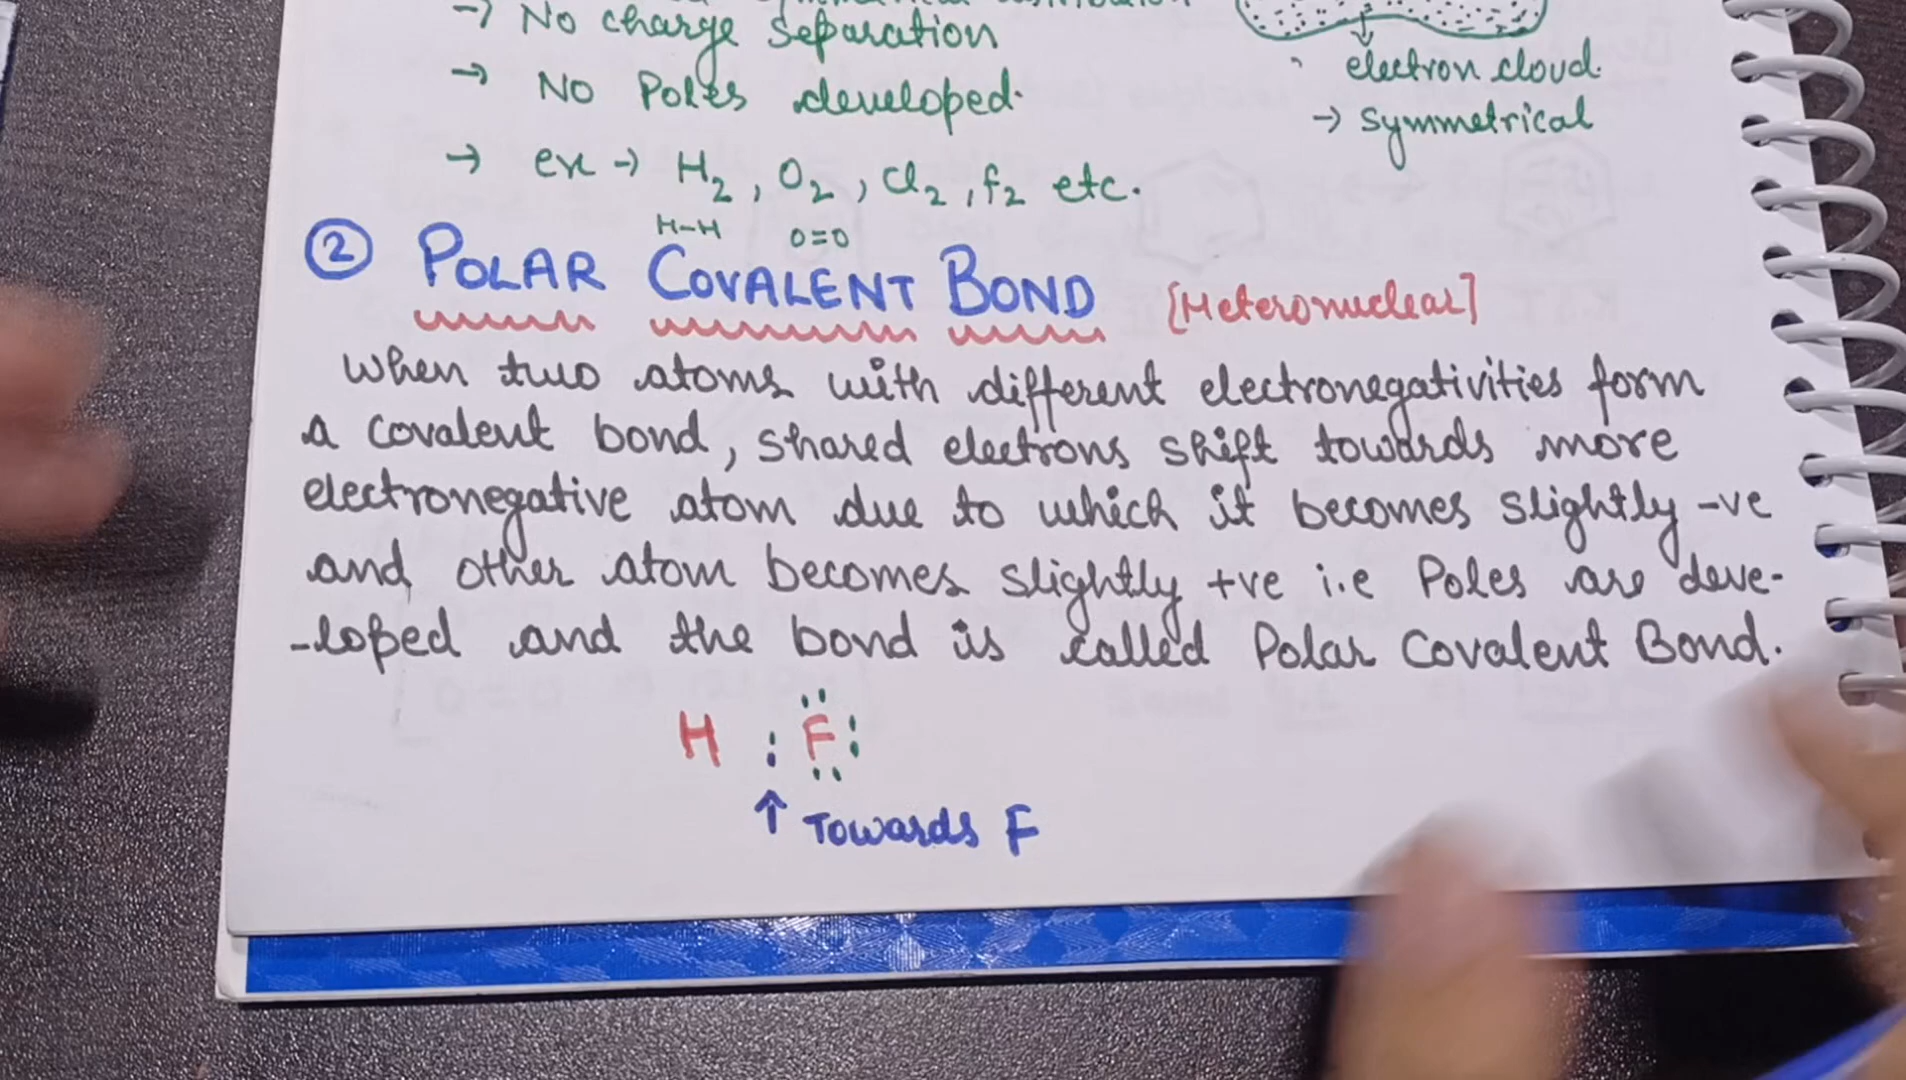 → No charge separation
→ No Poles developed.
→ ex → H₂, O₂, Cl₂, f₂ etc.
H-H O=O
electron cloud.
→ symmetrical
② POLAR COVALENT BOND [Heteronuclear]
When two atoms with different electronegativities form
a covalent bond, shared electrons shift towards more
electronegative atom due to which it becomes slightly -ve
and other atom becomes slightly +ve i.e Poles are deve-
-loped and the bond is called Polar Covalent Bond.
H : F
↑ Towards F